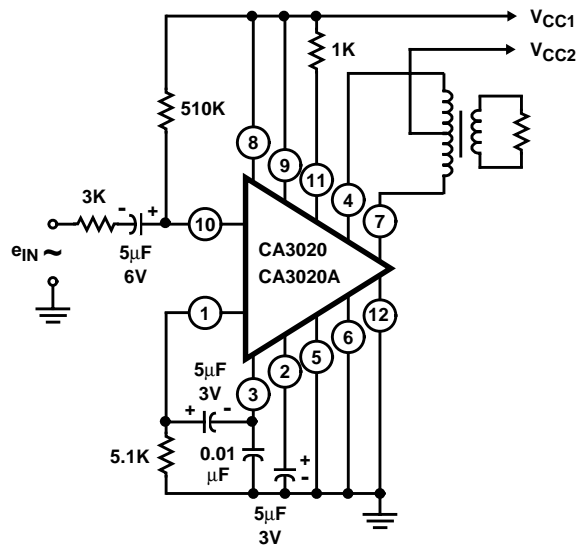 VCC1
1K
VCC2
510K
8
9
11
4
7
3K
- +
10
5μF
6V
eIN ~
CA3020
CA3020A
1
12
6
5
2
3
5μF
3V
+ -
5.1K
0.01
μF
+
-
5μF
3V